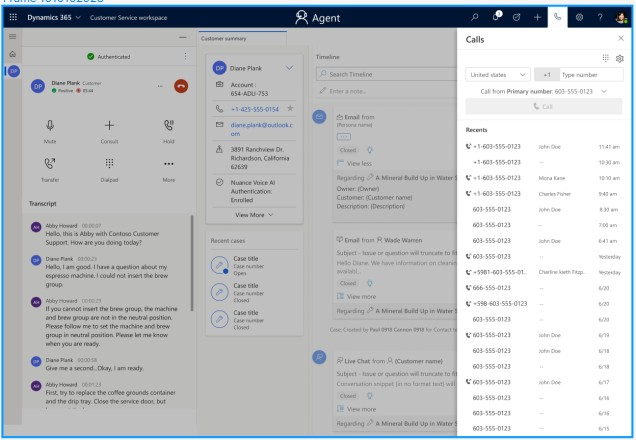 Dynamics 365
Customer Service workspace
Agent
Authenticated
DP
DP
Diane Plank Customer
Positive 05:44
Mute
Consult
Hold
Transfer
Dialpad
More
Transcript
AH
Abby Howard 00:00:07
Hello, this is Abby with Contoso Customer
Support. How are you doing today?
DP
Diane Plank 00:00:23
Hello, I am good. I have a question about my
espresso machine. I could not insert the brew
group.
AH
Abby Howard 00:00:29
If you cannot insert the brew group, the machine
and brew group are not in the neutral position.
Please follow me to set the machine and brew
group in neutral position. Please let me know
when you are ready.
DP
Diane Plank 00:00:58
Give me a second...Okay, I am ready.
AH
Abby Howard 00:01:23
First, try to replace the coffee grounds container
and the drip tray. Close the service door, but
Customer summary
DP
Diane Plank
Account :
654-ADU-753
+1-425-555-0154
diane.plank@outlook.c
om
3891 Ranchview Dr.
Richardson, California
62639
Nuance Voice AI
Authentication:
Enrolled
View More
Recent cases
Case title
Case number
Open
Case title
Case number
Closed
Case title
Case number
Closed
Timeline
Search Timeline
Enter a note...
Email from
(Persona name)
Closed
View less
Regarding A Mineral Build Up in Water S
Owner: (Owner)
Customer: (Customer name)
Description: (Description)
Email from Wade Warren
Subject - Issue or question will truncate to fit
Hello Diane. We have information on cleanin
availabl...
Closed
View more
Regarding A Mineral Build Up in Water S
Case Created by Paul 0918 Cannon 0918 for Contact
Live Chat from (Customer name)
Subject - Issue or question will truncate to fit
Conversation snippet (in no format text) will
Closed
View more
Regarding A Mineral Build Up in Water S
Calls
United states
+1
Type number
Call from Primary number: 603-555-0123
Call
Recents
+1-603-555-0123 John Doe 11:41 am
+1-603-555-0123 -- 10:30 am
+1-603-555-0123 Mona Kane 10:10 am
+1-603-555-0123 Charles Fisher 9:40 am
603-555-0123 John Doe 8:30 am
603-555-0123 -- 7:00 am
603-555-0123 John Doe 6:41 am
603-555-0123 -- Yesterday
+5981-603-555-01.. Charline Keith Fitzp.. Yesterday
666-555-0123 -- 6/20
+598-603-555-0123 -- 6/20
603-555-0123 -- 6/20
603-555-0123 John Doe 6/19
603-555-0123 John Doe 6/18
603-555-0123 -- 6/18
603-555-0123 John Doe 6/17
603-555-0123 -- 6/16
603-555-0123 -- 6/16
603-555-0123 -- 6/15